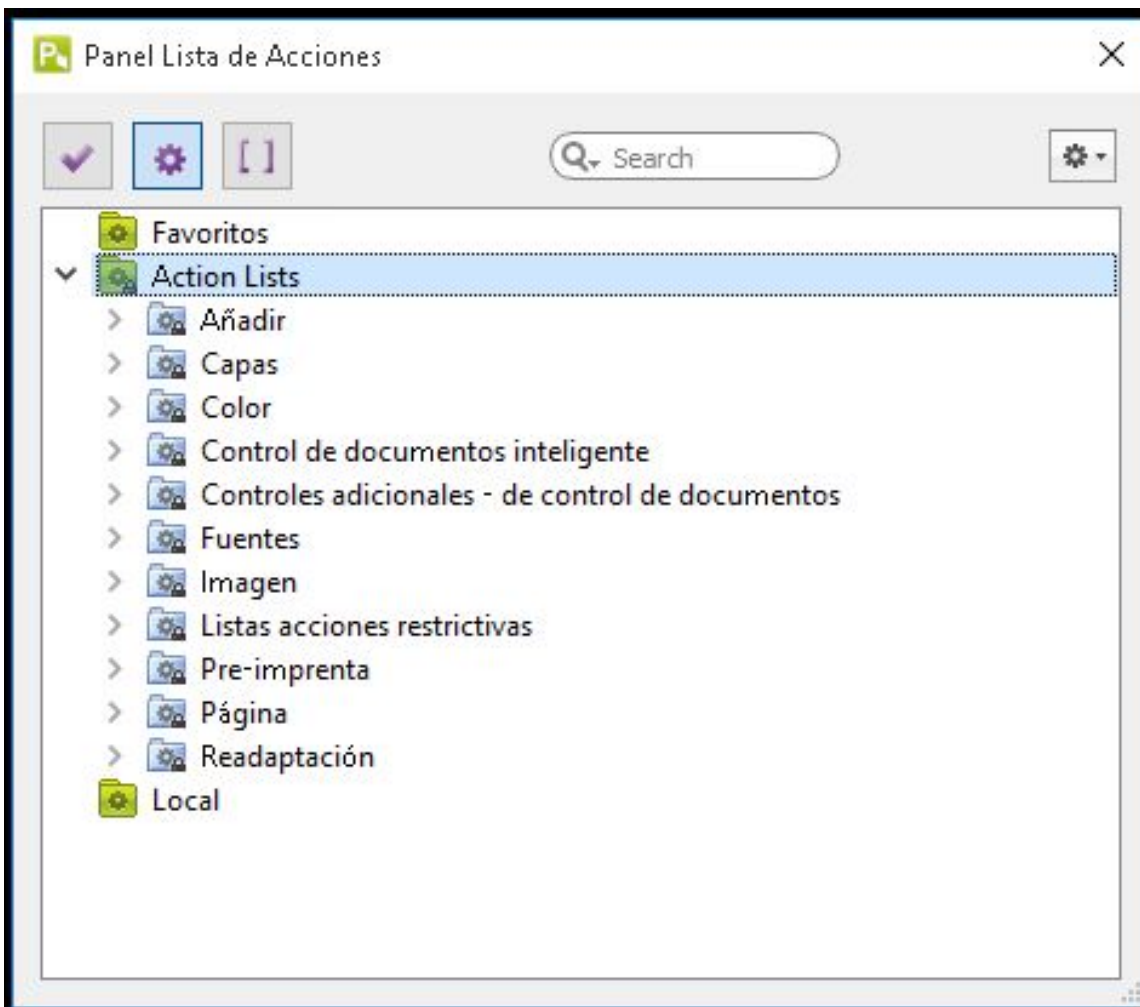 Panel Lista de Acciones
Search
Favoritos
Action Lists
Añadir
Capas
Color
Control de documentos inteligente
Controles adicionales - de control de documentos
Fuentes
Imagen
Listas acciones restrictivas
Pre-imprenta
Página
Readaptación
Local